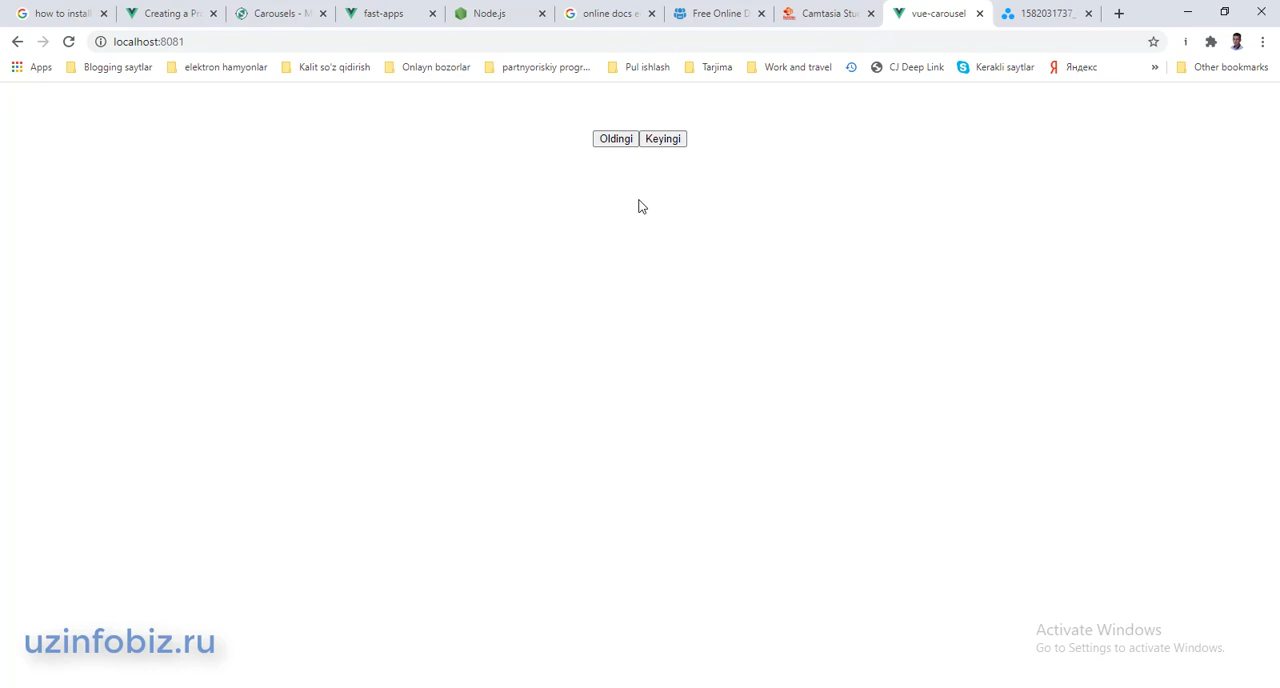 how to install
Creating a Pro
Carousels - M
fast-apps
Node.js
online docs e
Free Online D
Camtasia Stu
vue-carousel
1582031737_
localhost:8081
Apps
Blogging saytlar
elektron hamyonlar
Kalit so'z qidirish
Onlayn bozorlar
partnyoriskiy progr...
Pul ishlash
Tarjima
Work and travel
CJ Deep Link
Kerakli saytlar
Яндекс
»
Other bookmarks
Oldingi
Keyingi
uzinfobiz.ru
Activate Windows
Go to Settings to activate Windows.